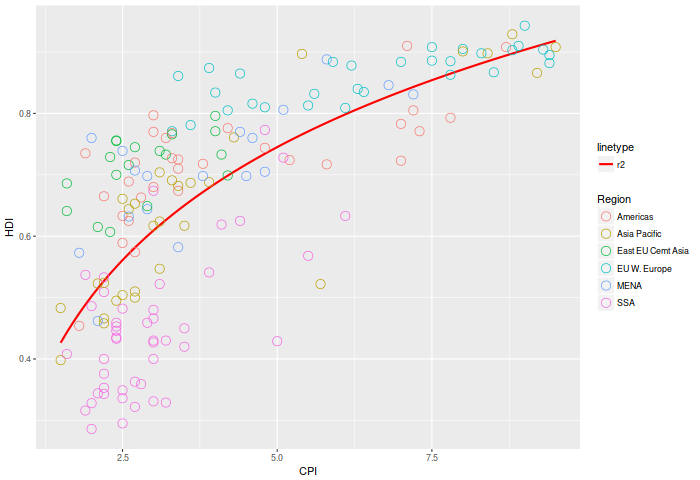 HDI
0.8
0.6
0.4
2.5
5.0
7.5
CPI
linetype
r2
Region
Americas
Asia Pacific
East EU Cemt Asia
EU W. Europe
MENA
SSA